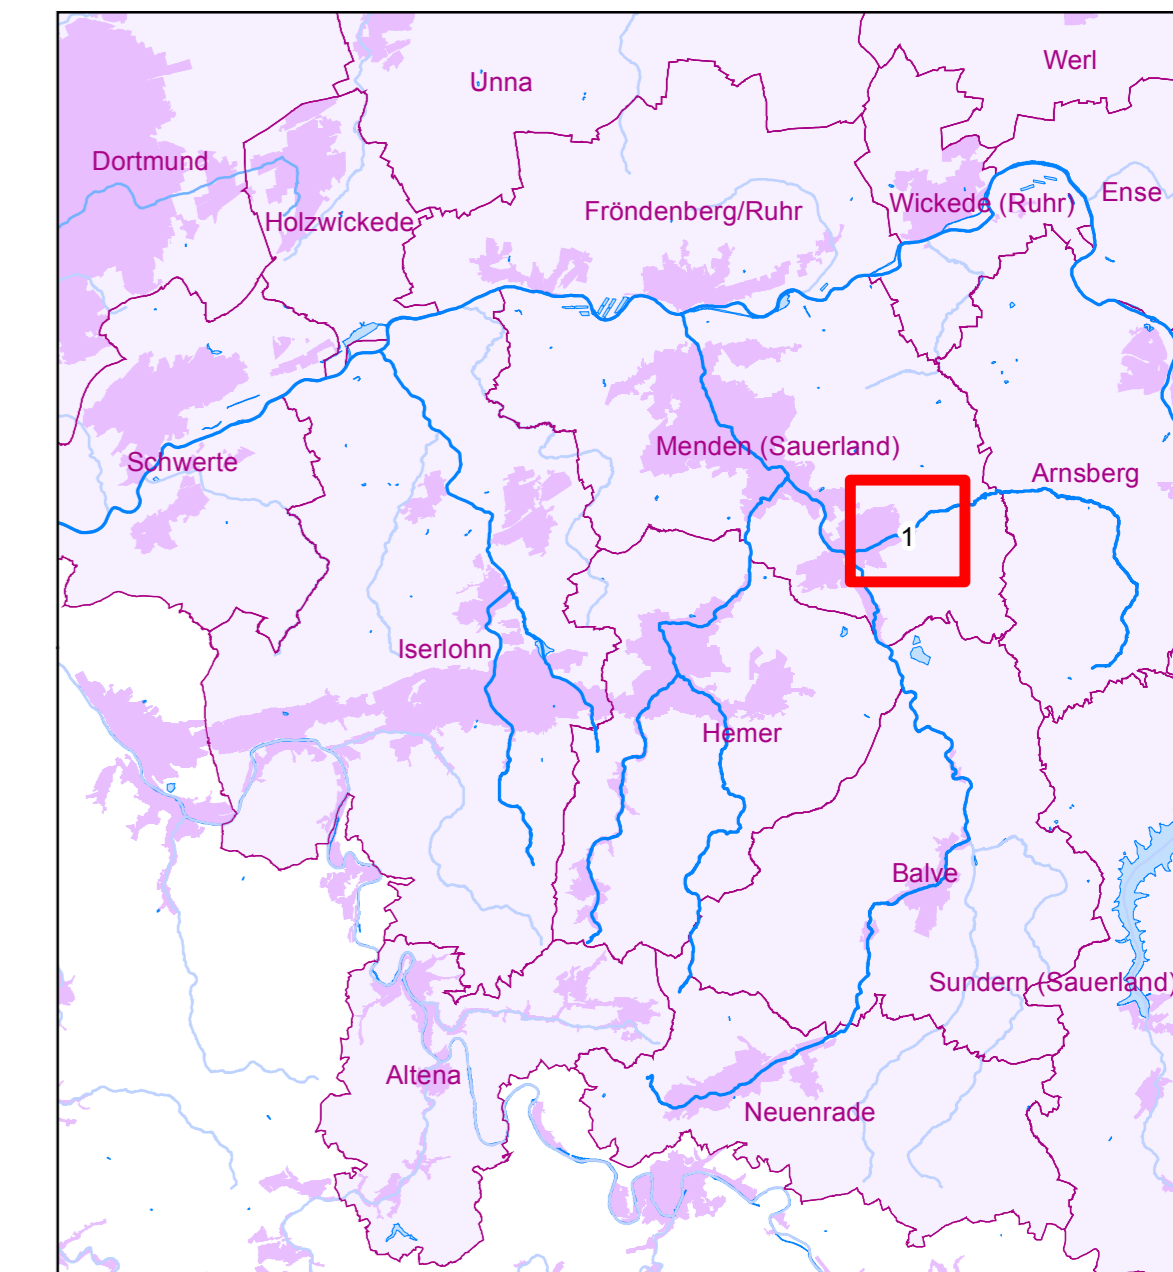 Werl
Unna
Dortmund
Ense
Wickede (Ruhr)
Fröndenberg/Ruhr
Holzwickede
Menden (Sauerland)
Schwerte
Arnsberg
1
Iserlohn
Hemer
Balve
Sundern (Sauerland)
Altena
Neuenrade